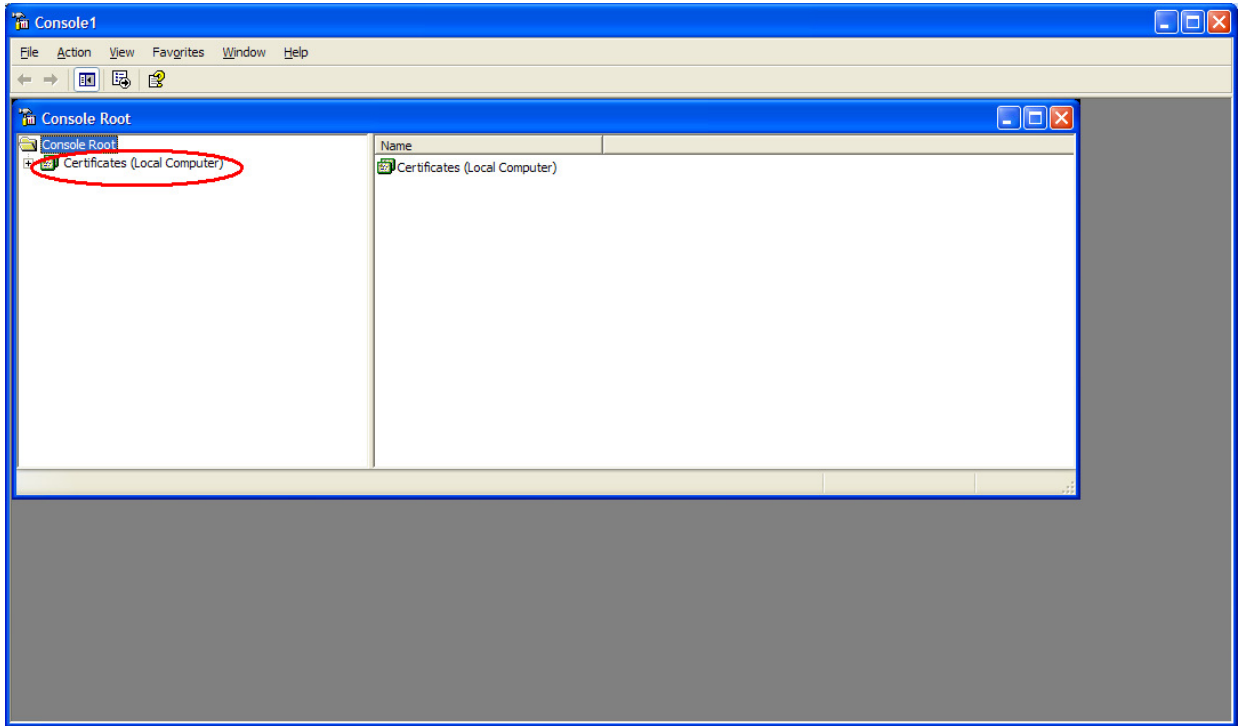 Console1
File Action View Favorites Window Help
Console Root
Console Root
Name
Certificates (Local Computer)
Certificates (Local Computer)